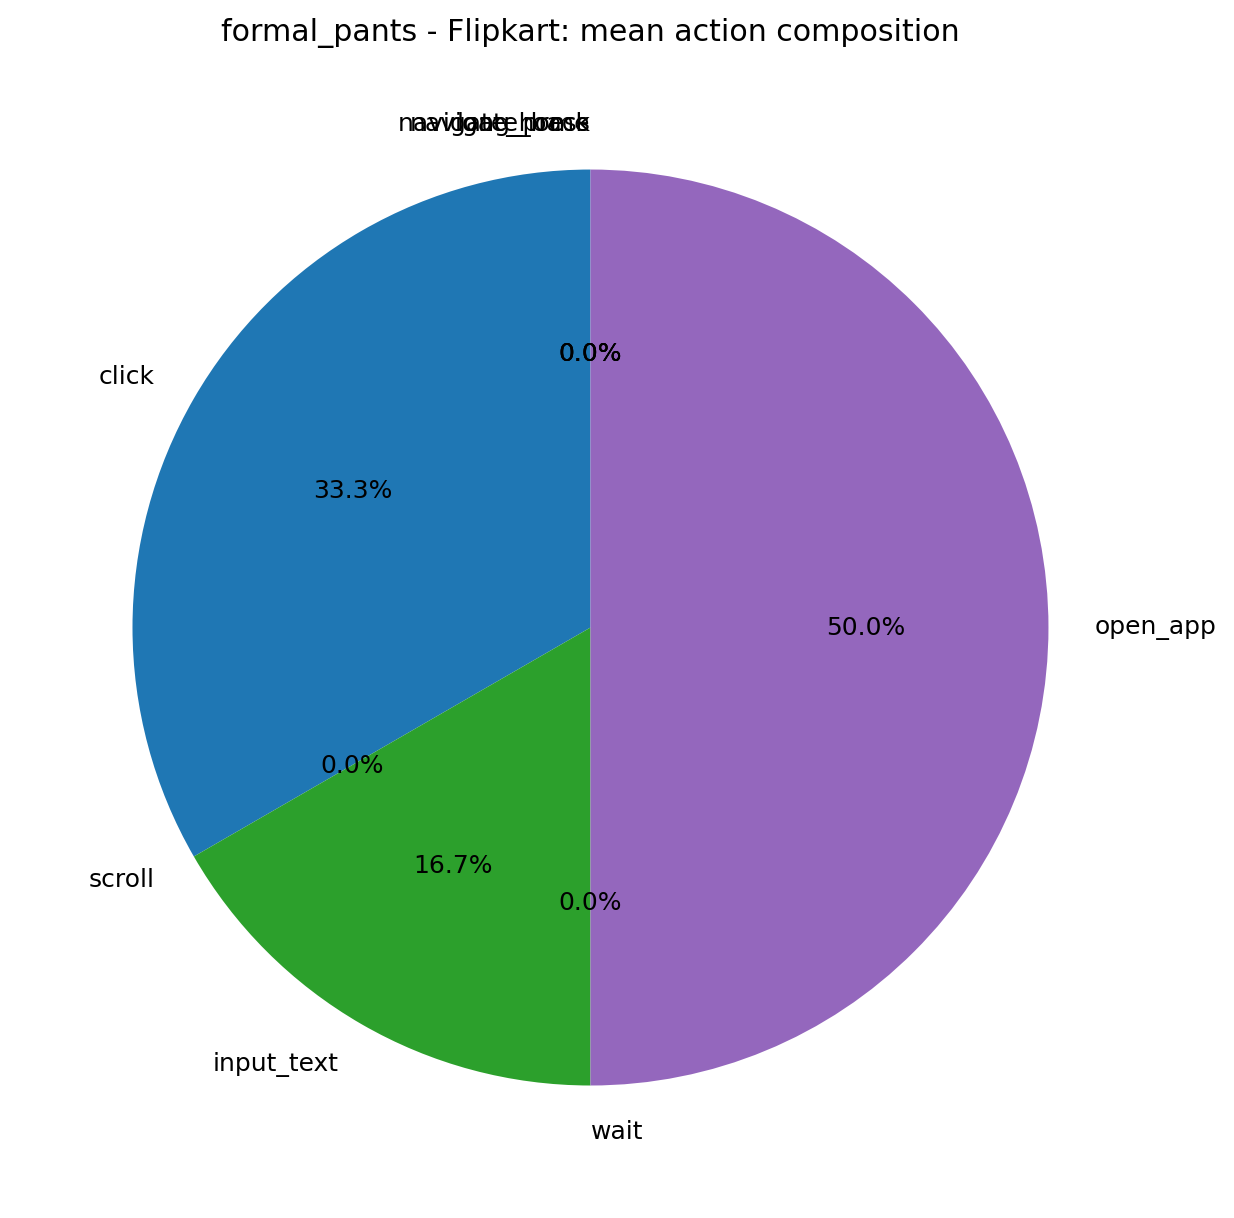 formal_pants - Flipkart: mean action composition
0.0%
click
33.3%
50.0%
open_app
0.0%
scroll
16.7%
0.0%
input_text
wait